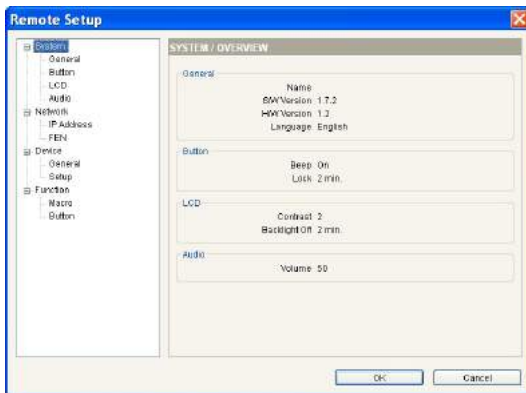 Remote Setup
System
General
Button
LCD
Audio
Network
IP Address
FEN
Device
General
Setup
Function
Macro
Button
SYSTEM / OVERVIEW
General
Name
S/W Version 1.7.2
H/W Version 1.2
Language English
Button
Beep On
Lock 2 min.
LCD
Contrast 2
Backlight Off 2 min.
Audio
Volume 50
OK
Cancel